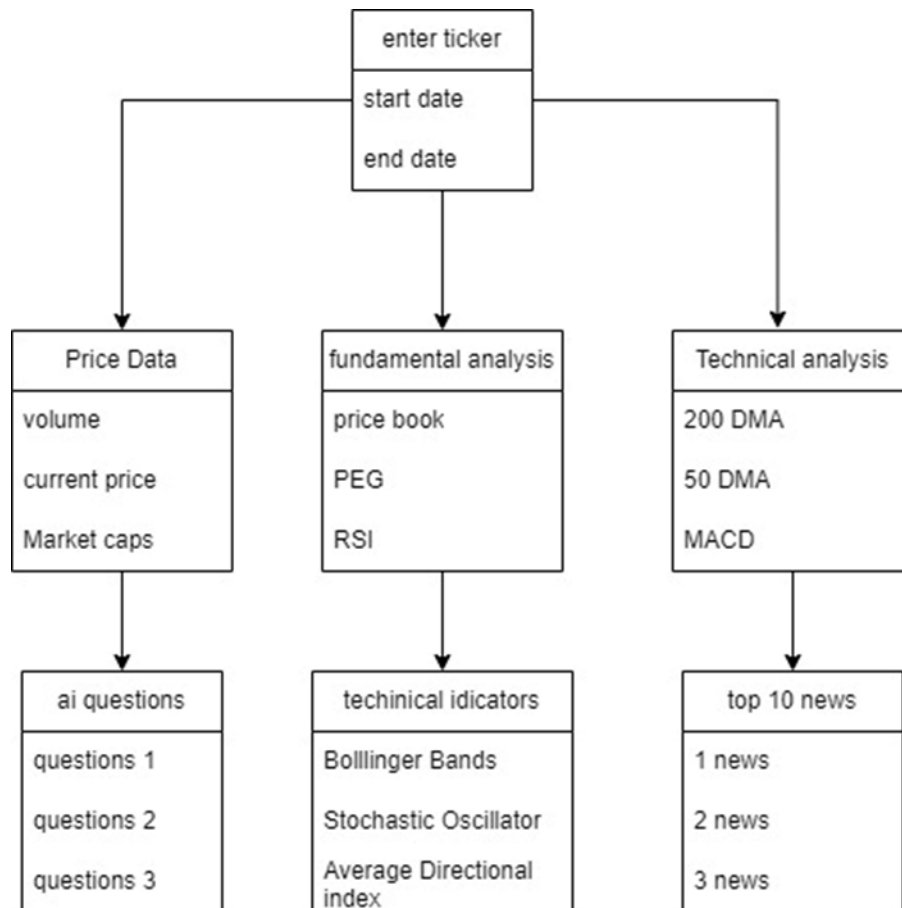 enter ticker
start date
end date
Price Data
volume
current price
Market caps
fundamental analysis
price book
PEG
RSI
Technical analysis
200 DMA
50 DMA
MACD
ai questions
questions 1
questions 2
questions 3
techinical idicators
Bolllinger Bands
Stochastic Oscillator
Average Directional
index
top 10 news
1 news
2 news
3 news